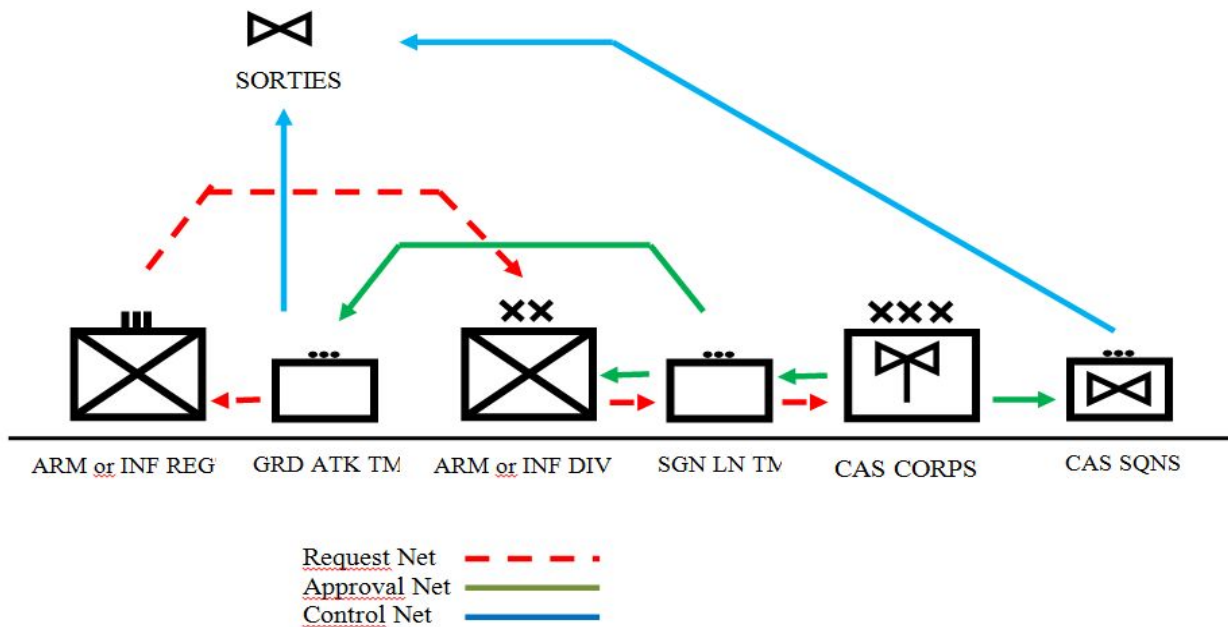 SORTIES
ARM or INF REG
GRD ATK TM
ARM or INF DIV
SGN LN TM
CAS CORPS
CAS SQNS
Request Net
Approval Net
Control Net